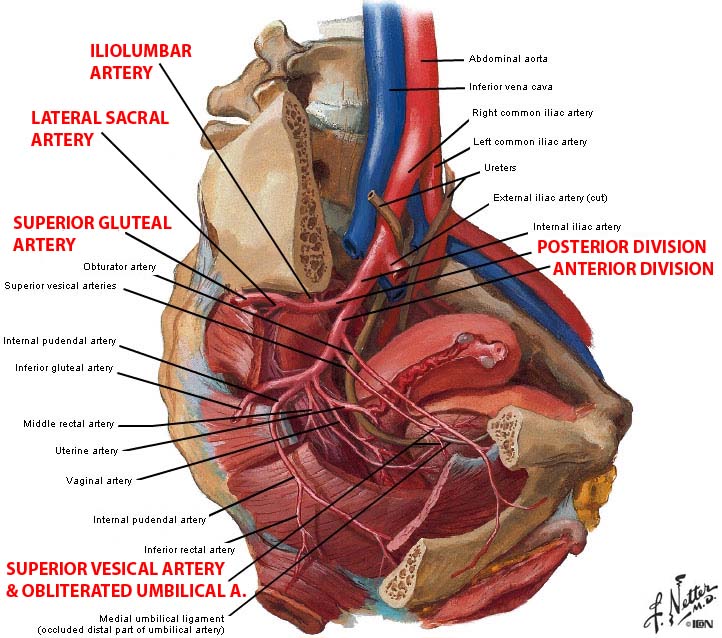 ILIOLUMBAR
ARTERY
LATERAL SACRAL
ARTERY
SUPERIOR GLUTEAL
ARTERY
Obturator artery
Superior vesical arteries
Internal pudendal artery
Inferior gluteal artery
Middle rectal artery
Uterine artery
Vaginal artery
Internal pudendal artery
Inferior rectal artery
SUPERIOR VESICAL ARTERY
& OBLITERATED UMBILICAL A.
Medial umbilical ligament
(occluded distal part of umbilical artery)
Abdominal aorta
Inferior vena cava
Right common iliac artery
Left common iliac artery
Ureters
External iliac artery (cut)
Internal iliac artery
POSTERIOR DIVISION
ANTERIOR DIVISION
F. Netter
M.D.
©ICON